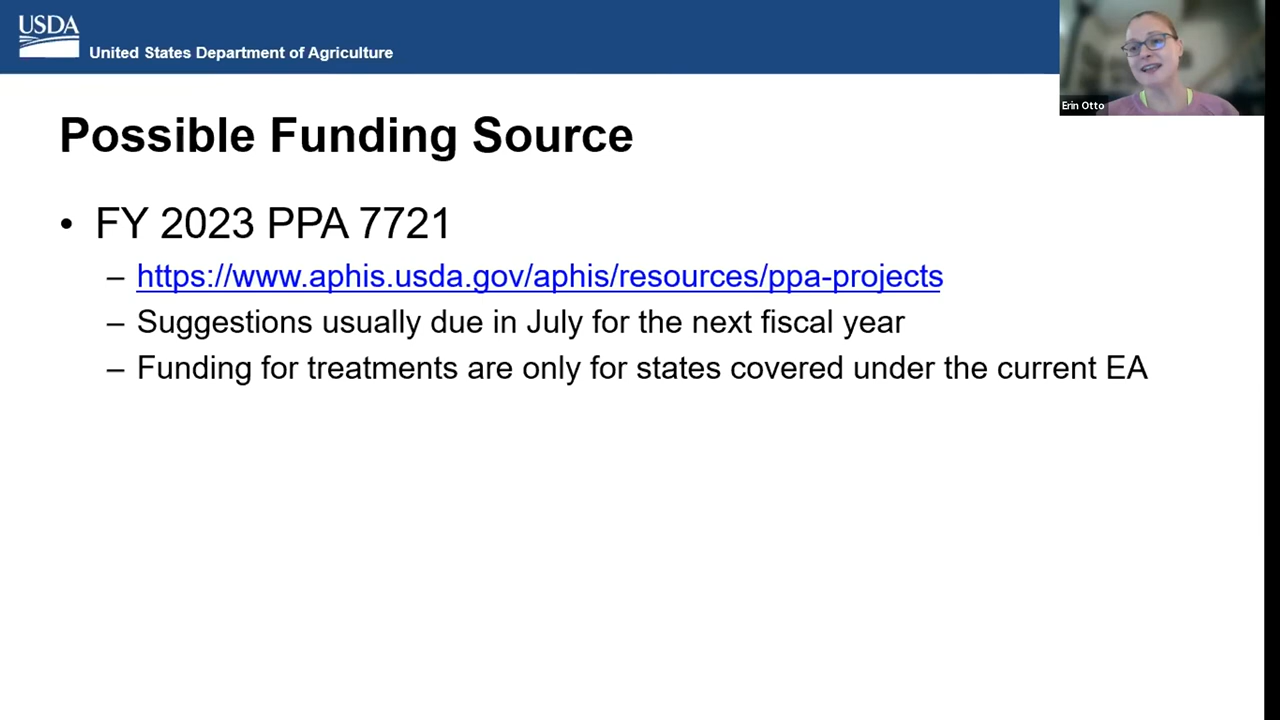 USDA
United States Department of Agriculture
Erin Otto
Possible Funding Source
• FY 2023 PPA 7721
– https://www.aphis.usda.gov/aphis/resources/ppa-projects
– Suggestions usually due in July for the next fiscal year
– Funding for treatments are only for states covered under the current EA